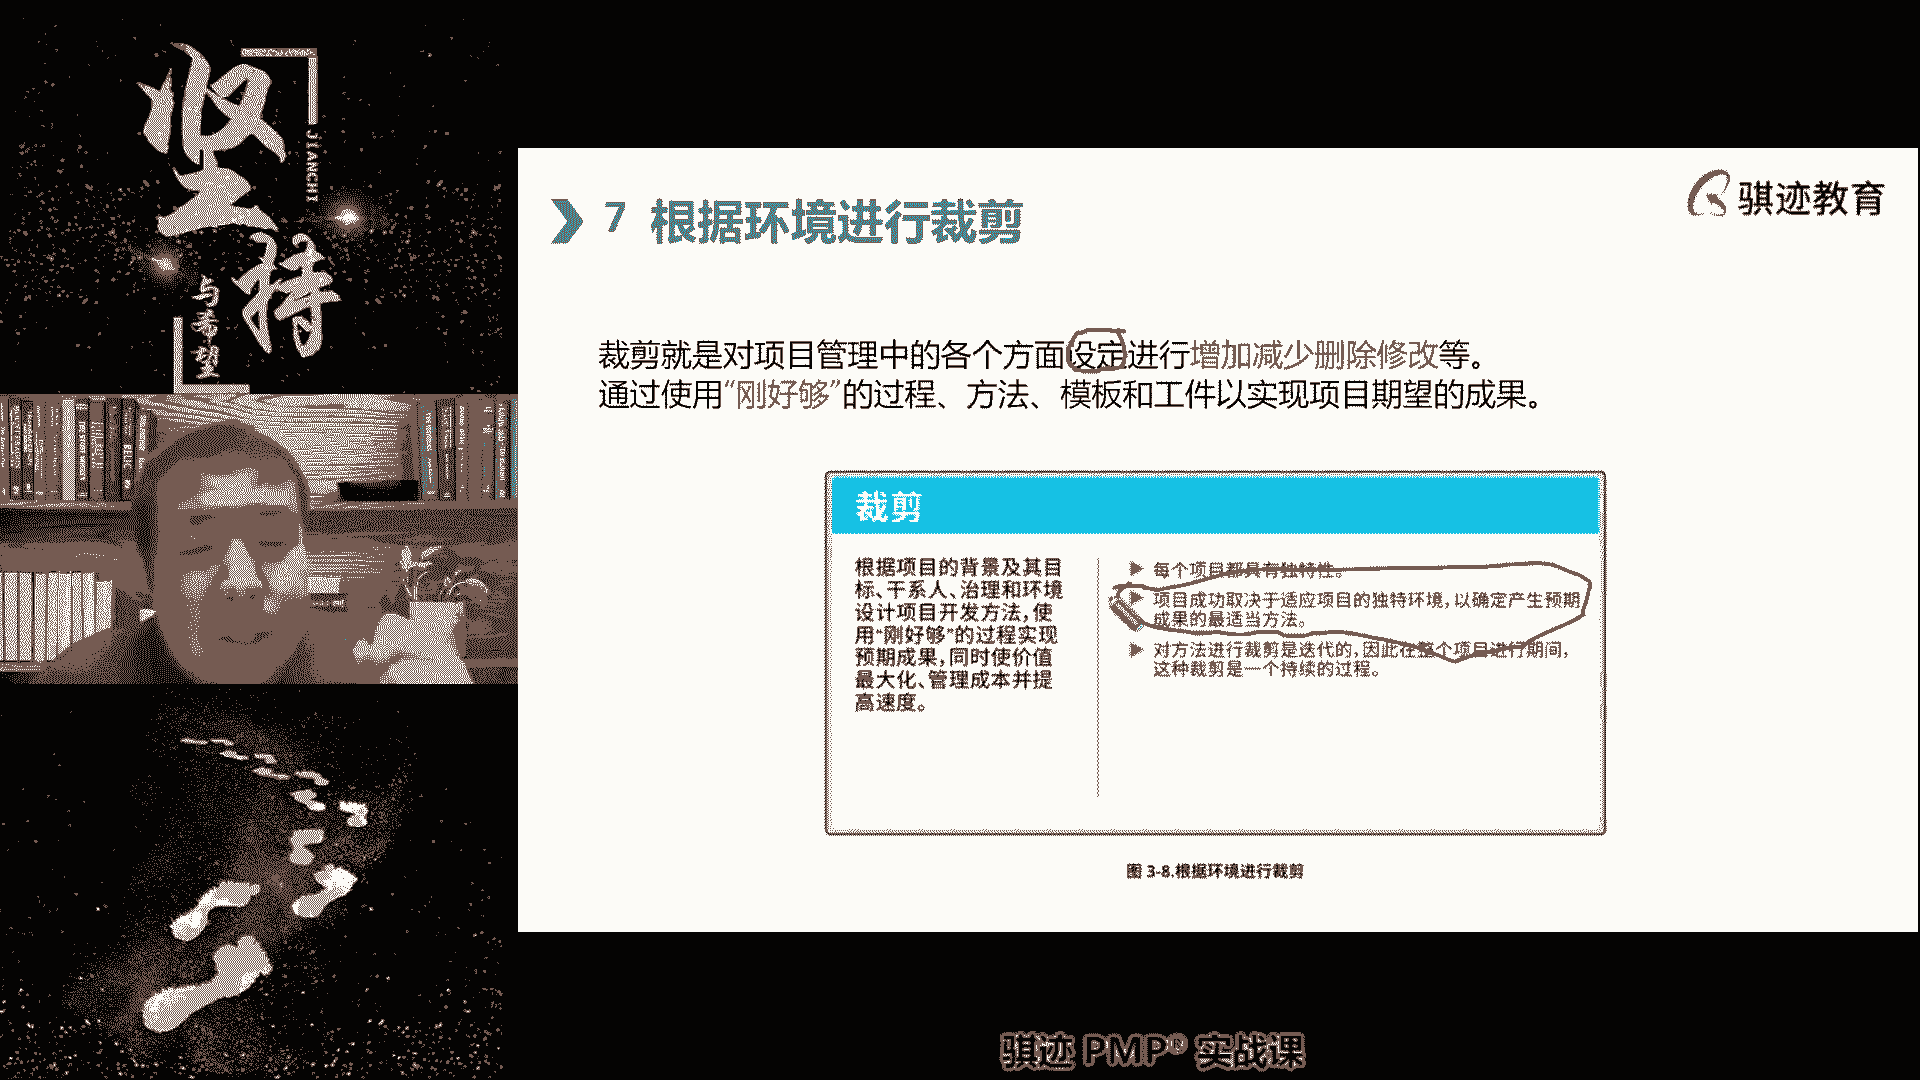 坚持
JIANCHI
与希望
骐迹教育
7 根据环境进行裁剪
裁剪就是对项目管理中的各个方面设定进行增加减少删除修改等。
通过使用“刚好够”的过程、方法、模板和工件以实现项目期望的成果。
裁剪
根据项目的背景及其目
标、干系人、治理和环境
设计项目开发方法,使
用“刚好够”的过程实现
预期成果,同时使价值
最大化、管理成本并提
高速度。
每个项目都具有独特性。
项目成功取决于适应项目的独特环境,以确定产生预期
成果的最适当方法。
对方法进行裁剪是迭代的,因此在整个项目进行期间,
这种裁剪是一个持续的过程。
图 3-8.根据环境进行裁剪
骐迹 PMP® 实战课